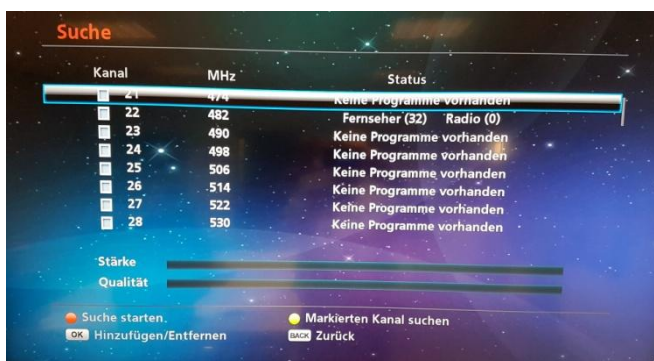 Suche
Kanal MHz Status
21 474 Keine Programme vorhanden
22 482 Fernseher (32) Radio (0)
23 490 Keine Programme vorhanden
24 498 Keine Programme vorhanden
25 506 Keine Programme vorhanden
26 514 Keine Programme vorhanden
27 522 Keine Programme vorhanden
28 530 Keine Programme vorhanden
Stärke
Qualität
Suche starten. Markierten Kanal suchen
OK Hinzufügen/Entfernen BACK Zurück